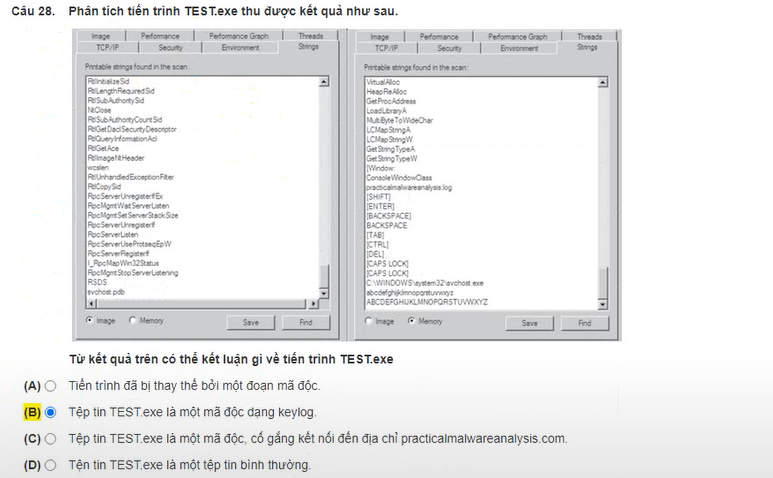 Câu 28. Phân tích tiến trình TEST.exe thu được kết quả như sau.
Image Performance Performance Graph Threads
TCP/IP Security Environment Strings
Printable strings found in the scan:
RtlInitializeSid
RtlLengthRequiredSid
RtlSubAuthoritySid
NtClose
RtlSubAuthorityCountSid
RtlGetDaclSecurityDescriptor
RtlQueryInformationAcl
RtlGetAce
RtlImageNtHeader
wcslen
RtlUnhandledExceptionFilter
RtlCopySid
RpcServerUnregisterIfEx
RpcMgmtWaitServerListen
RpcMgmtSetServerStackSize
RpcServerUnregisterIf
RpcServerListen
RpcServerUseProtseqEpW
RpcServerRegisterIf
I_RpcMapWin32Status
RpcMgmtStopServerListening
RSDS
svchost.pdb
Image Memory Save Find
Image Performance Performance Graph Threads
TCP/IP Security Environment Strings
Printable strings found in the scan:
VirtualAlloc
HeapReAlloc
GetProcAddress
LoadLibraryA
MultiByteToWideChar
LCMapStringA
LCMapStringW
GetStringTypeA
GetStringTypeW
[Window:
ConsoleWindowClass
practicalmalwareanalysis.log
[SHIFT]
[ENTER]
[BACKSPACE]
BACKSPACE
[TAB]
[CTRL]
[DEL]
[CAPS LOCK]
[CAPS LOCK]
C:\WINDOWS\system32\svchost.exe
abcdefghijklmnopqrstuvwxyz
ABCDEFGHIJKLMNOPQRSTUVWXYZ
Image Memory Save Find
Từ kết quả trên có thể kết luận gì về tiến trình TEST.exe
(A) Tiến trình đã bị thay thế bởi một đoạn mã độc.
(B) Tệp tin TEST.exe là một mã độc dạng keylog.
(C) Tệp tin TEST.exe là một mã độc, cố gắng kết nối đến địa chỉ practicalmalwareanalysis.com.
(D) Tện tin TEST.exe là một tệp tin bình thường.